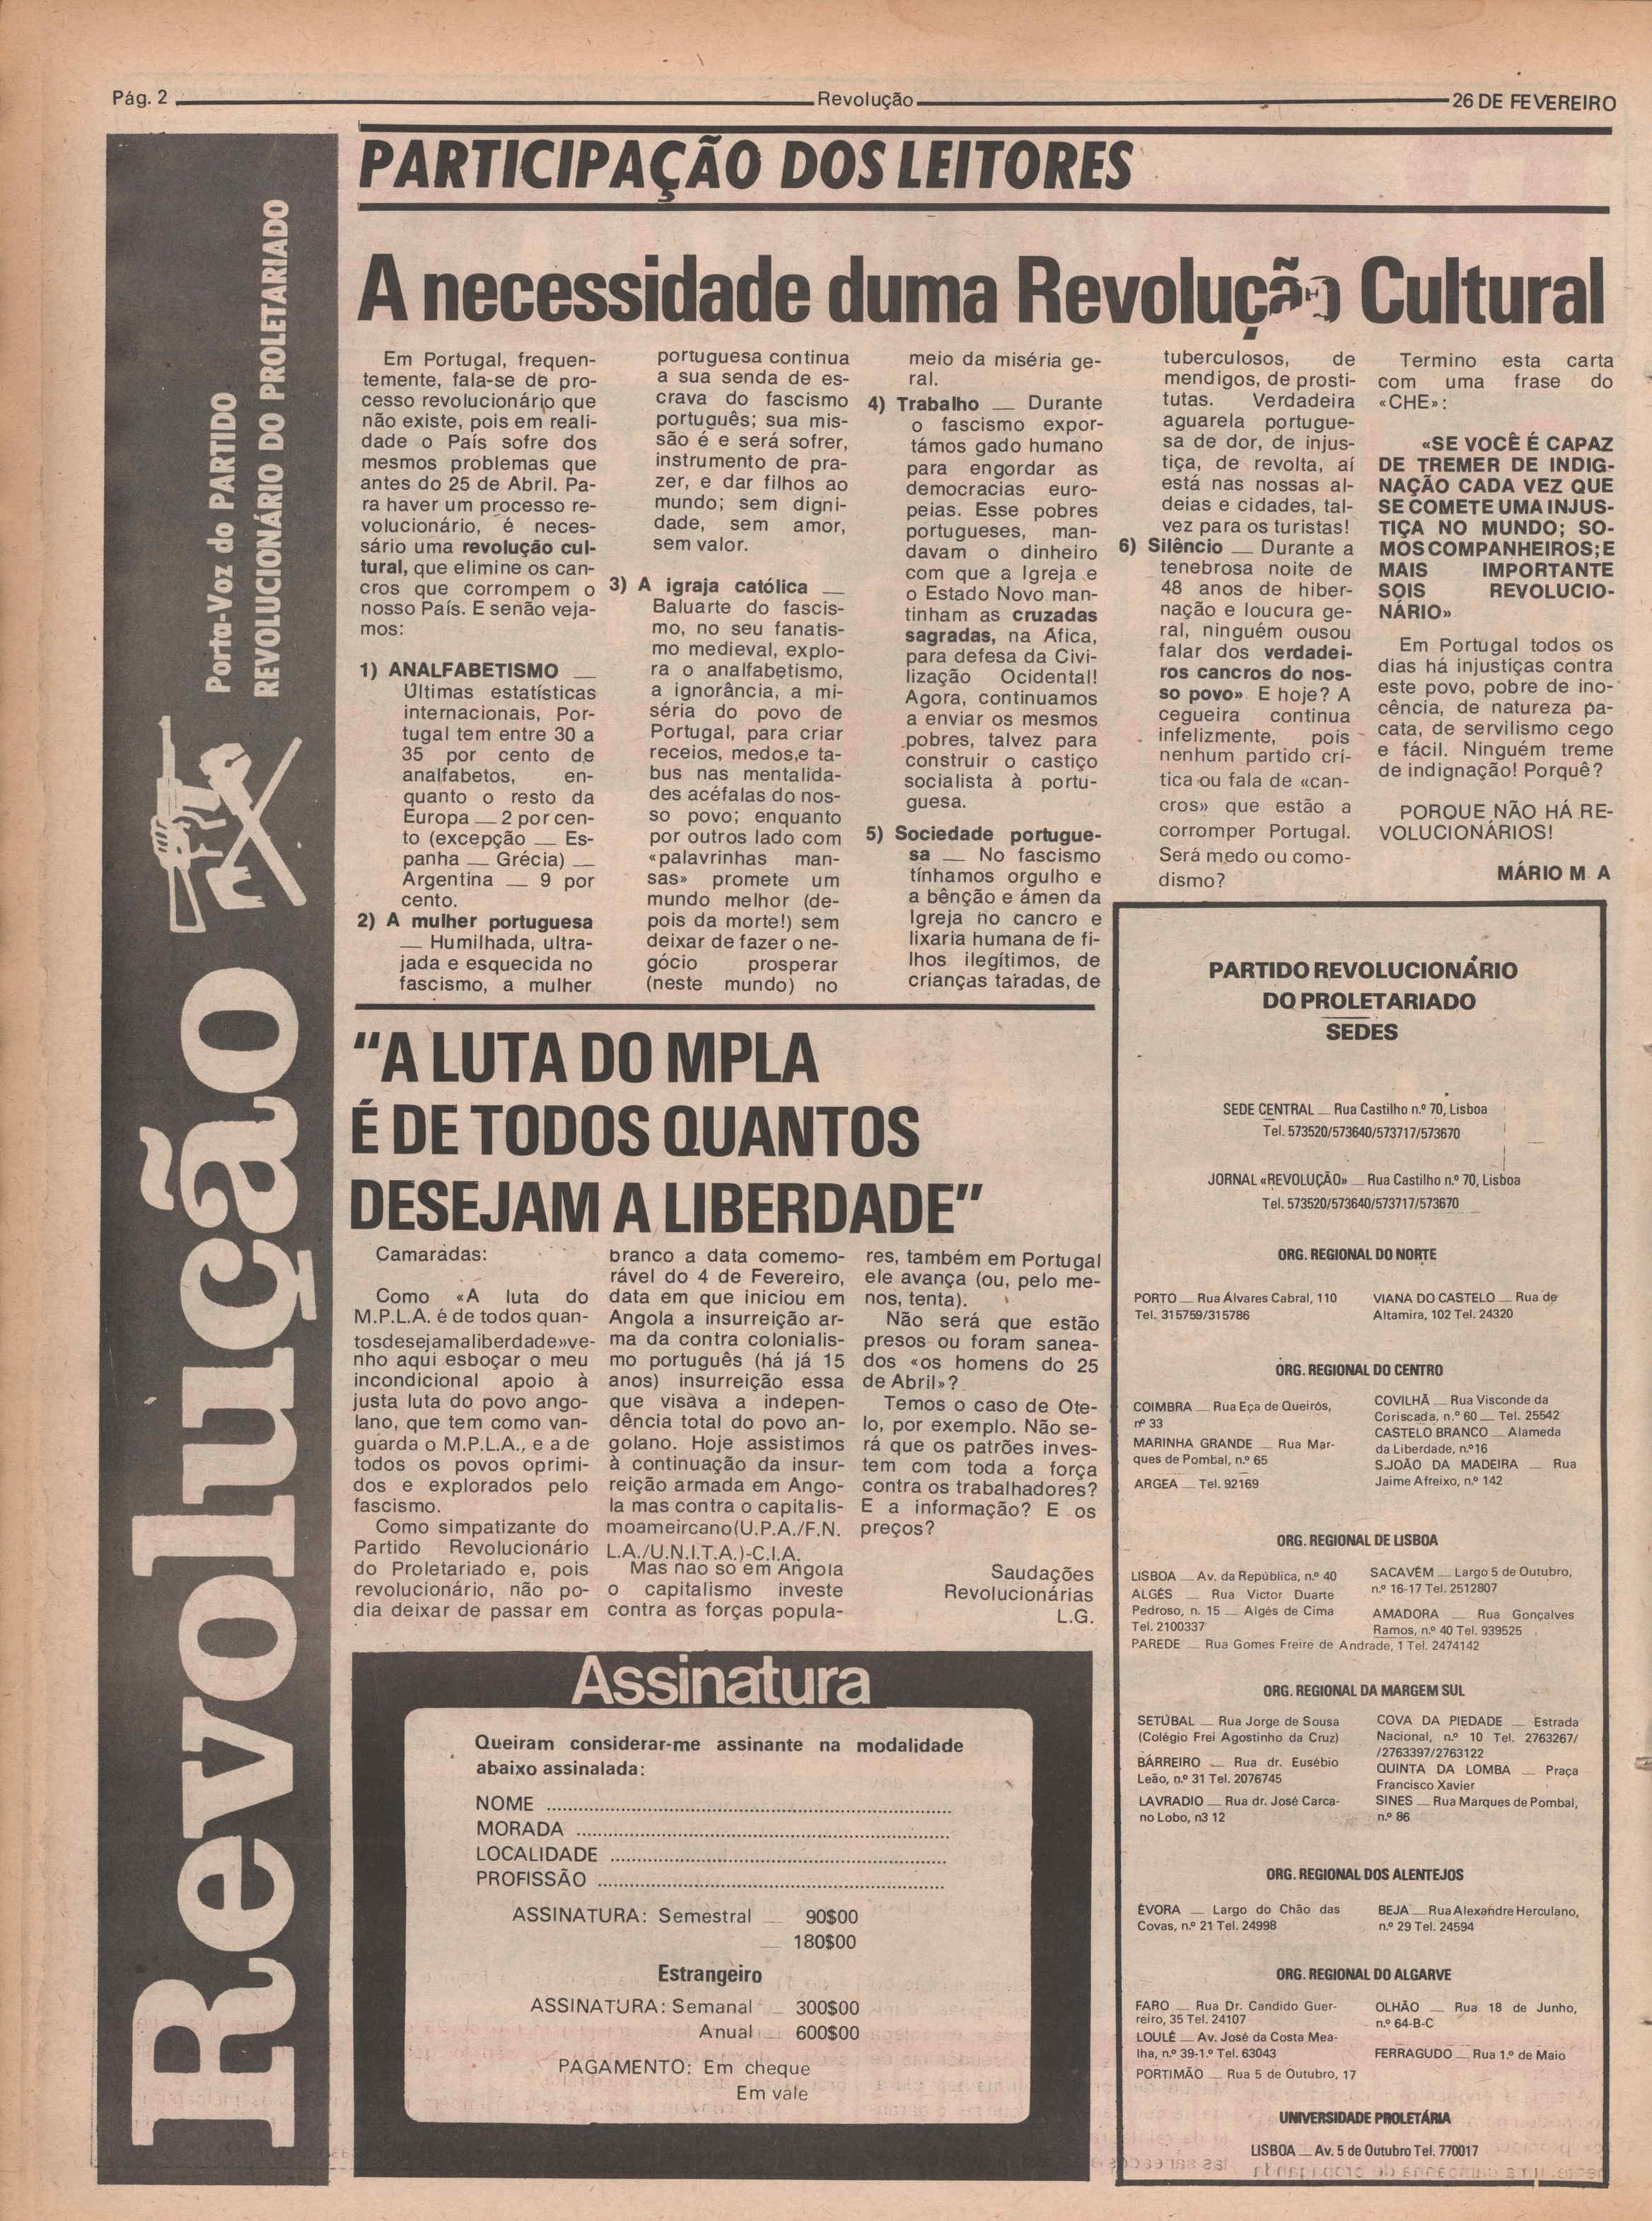 Pág. 2
Revolução
26 DE FEVEREIRO
Revolução
Porta-Voz do PARTIDO
REVOLUCIONÁRIO DO PROLETARIADO
PARTICIPAÇÃO DOS LEITORES
A necessidade duma Revolução Cultural
Em Portugal, frequen-
temente, fala-se de pro-
cesso revolucionário que
não existe, pois em reali-
dade o País sofre dos
mesmos problemas que
antes do 25 de Abril. Pa-
ra haver um processo re-
volucionário, é neces-
sário uma revolução cul-
tural, que elimine os can-
cros que corrompem o
nosso País. E senão veja-
mos:
1) ANALFABETISMO —
Últimas estatísticas
internacionais, Por-
tugal tem entre 30 a
35 por cento de
analfabetos, en-
quanto o resto da
Europa — 2 por cen-
to (excepção — Es-
panha — Grécia) —
Argentina — 9 por
cento.
2) A mulher portuguesa
— Humilhada, ultra-
jada e esquecida no
fascismo, a mulher
portuguesa continua
a sua senda de es-
crava do fascismo
português; sua mis-
são é e será sofrer,
instrumento de pra-
zer, e dar filhos ao
mundo; sem digni-
dade, sem amor,
sem valor.
3) A igraja católica —
Baluarte do fascis-
mo, no seu fanatis-
mo medieval, explo-
ra o analfabetismo,
a ignorância, a mi-
séria do povo de
Portugal, para criar
receios, medos,e ta-
bus nas mentalida-
des acéfalas do nos-
so povo; enquanto
por outros lado com
«palavrinhas man-
sas» promete um
mundo melhor (de-
pois da morte!) sem
deixar de fazer o ne-
gócio prosperar
(neste mundo) no
meio da miséria ge-
ral.
4) Trabalho — Durante
o fascismo expor-
támos gado humano
para engordar as
democracias euro-
peias. Esse pobres
portugueses, man-
davam o dinheiro
com que a Igreja e
o Estado Novo man-
tinham as cruzadas
sagradas, na Áfica,
para defesa da Civi-
lização Ocidental!
Agora, continuamos
a enviar os mesmos
pobres, talvez para
construir o castiço
socialista à portu-
guesa.
5) Sociedade portugue-
sa — No fascismo
tínhamos orgulho e
a bênção e ámen da
Igreja no cancro e
lixaria humana de fi-
lhos ilegítimos, de
crianças taradas, de
tuberculosos, de
mendigos, de prosti-
tutas. Verdadeira
aguarela portugue-
sa de dor, de injus-
tiça, de revolta, aí
está nas nossas al-
deias e cidades, tal-
vez para os turistas!
6) Silêncio — Durante a
tenebrosa noite de
48 anos de hiber-
nação e loucura ge-
ral, ninguém ousou
falar dos verdadei-
ros cancros do nos-
so povo». E hoje? A
cegueira continua
infelizmente, pois
nenhum partido crí-
tica ou fala de «can-
cros» que estão a
corromper Portugal.
Será medo ou como-
dismo?
Termino esta carta
com uma frase do
«CHE»:
«SE VOCÊ É CAPAZ
DE TREMER DE INDIG-
NAÇÃO CADA VEZ QUE
SE COMETE UMA INJUS-
TIÇA NO MUNDO; SO-
MOS COMPANHEIROS; E
MAIS IMPORTANTE
SOIS REVOLUCIO-
NÁRIO»
Em Portugal todos os
dias há injustiças contra
este povo, pobre de ino-
cência, de natureza pa-
cata, de servilismo cego
e fácil. Ninguém treme
de indignação! Porquê?
PORQUE NÃO HÁ RE-
VOLUCIONÁRIOS!
MÁRIO M A
"A LUTA DO MPLA
É DE TODOS QUANTOS
DESEJAM A LIBERDADE"
Camaradas:
Como «A luta do
M.P.L.A. é de todos quan-
tosdesejamaliberdade»ve-
nho aqui esboçar o meu
incondicional apoio à
justa luta do povo ango-
lano, que tem como van-
guarda o M.P.L.A., e a de
todos os povos oprimi-
dos e explorados pelo
fascismo.
Como simpatizante do
Partido Revolucionário
do Proletariado e, pois
revolucionário, não po-
dia deixar de passar em
branco a data comemo-
rável do 4 de Fevereiro,
data em que iniciou em
Angola a insurreição ar-
ma da contra colonialis-
mo português (há já 15
anos) insurreição essa
que visava a indepen-
dência total do povo an-
golano. Hoje assistimos
à continuação da insur-
reição armada em Ango-
la mas contra o capitalis-
moameircano(U.P.A./F.N.
L.A./U.N.I.T.A.)-C.I.A.
Mas não só em Angola
o capitalismo investe
contra as forças popula-
res, também em Portugal
ele avança (ou, pelo me-
nos, tenta).
Não será que estão
presos ou foram sanea-
dos «os homens do 25
de Abril»?
Temos o caso de Ote-
lo, por exemplo. Não se-
rá que os patrões inves-
tem com toda a força
contra os trabalhadores?
E a informação? E os
preços?
Saudações
Revolucionárias
L.G.
Assinatura
Queiram considerar-me assinante na modalidade
abaixo assinalada:
NOME
MORADA
LOCALIDADE
PROFISSÃO
ASSINATURA: Semestral — 90$00
— 180$00
Estrangeiro
ASSINATURA: Semanal — 300$00
Anual — 600$00
PAGAMENTO: Em cheque
Em vale
PARTIDO REVOLUCIONÁRIO
DO PROLETARIADO
SEDES
SEDE CENTRAL — Rua Castilho n.º 70, Lisboa
Tel. 573520/573640/573717/573670
JORNAL «REVOLUÇÃO» — Rua Castilho n.º 70, Lisboa
Tel. 573520/573640/573717/573670
ORG. REGIONAL DO NORTE
PORTO — Rua Álvares Cabral, 110
Tel. 315759/315786
VIANA DO CASTELO — Rua de
Altamira, 102 Tel. 24320
ORG. REGIONAL DO CENTRO
COIMBRA — Rua Eça de Queirós,
nº 33
MARINHA GRANDE — Rua Mar-
ques de Pombal, n.º 65
ARGEA — Tel. 92169
COVILHÃ — Rua Visconde da
Coriscada, n.º 60 — Tel. 25542
CASTELO BRANCO — Alameda
da Liberdade, n.º16
S.JOÃO DA MADEIRA — Rua
Jaime Afreixo, n.º 142
ORG. REGIONAL DE LISBOA
LISBOA — Av. da República, n.º 40
ALGÉS — Rua Victor Duarte
Pedroso, n. 15 — Algés de Cima
Tel. 2100337
SACAVÉM — Largo 5 de Outubro,
n.º 16-17 Tel. 2512807
AMADORA — Rua Gonçalves
Ramos, n.º 40 Tel. 939525
PAREDE — Rua Gomes Freire de Andrade, 1 Tel. 2474142
ORG. REGIONAL DA MARGEM SUL
SETÚBAL — Rua Jorge de Sousa
(Colégio Frei Agostinho da Cruz)
BARREIRO — Rua dr. Eusébio
Leão, n.º 31 Tel. 2076745
LAVRADIO — Rua dr. José Carca-
no Lobo, n3 12
COVA DA PIEDADE — Estrada
Nacional, n.º 10 Tel. 2763267/
/2763397/2763122
QUINTA DA LOMBA — Praça
Francisco Xavier
SINES — Rua Marques de Pombal,
n.º 86
ORG. REGIONAL DOS ALENTEJOS
ÉVORA — Largo do Chão das
Covas, n.º 21 Tel. 24998
BEJA — Rua Alexandre Herculano,
n.º 29 Tel. 24594
ORG. REGIONAL DO ALGARVE
FARO — Rua Dr. Candido Guer-
reiro, 35 Tel. 24107
LOULÉ — Av. José da Costa Mea-
lha, n.º 39-1.º Tel. 63043
PORTIMÃO — Rua 5 de Outubro, 17
OLHÃO — Rua 18 de Junho,
n.º 64-B-C
FERRAGUDO — Rua 1.º de Maio
UNIVERSIDADE PROLETÁRIA
LISBOA — Av. 5 de Outubro Tel. 770017